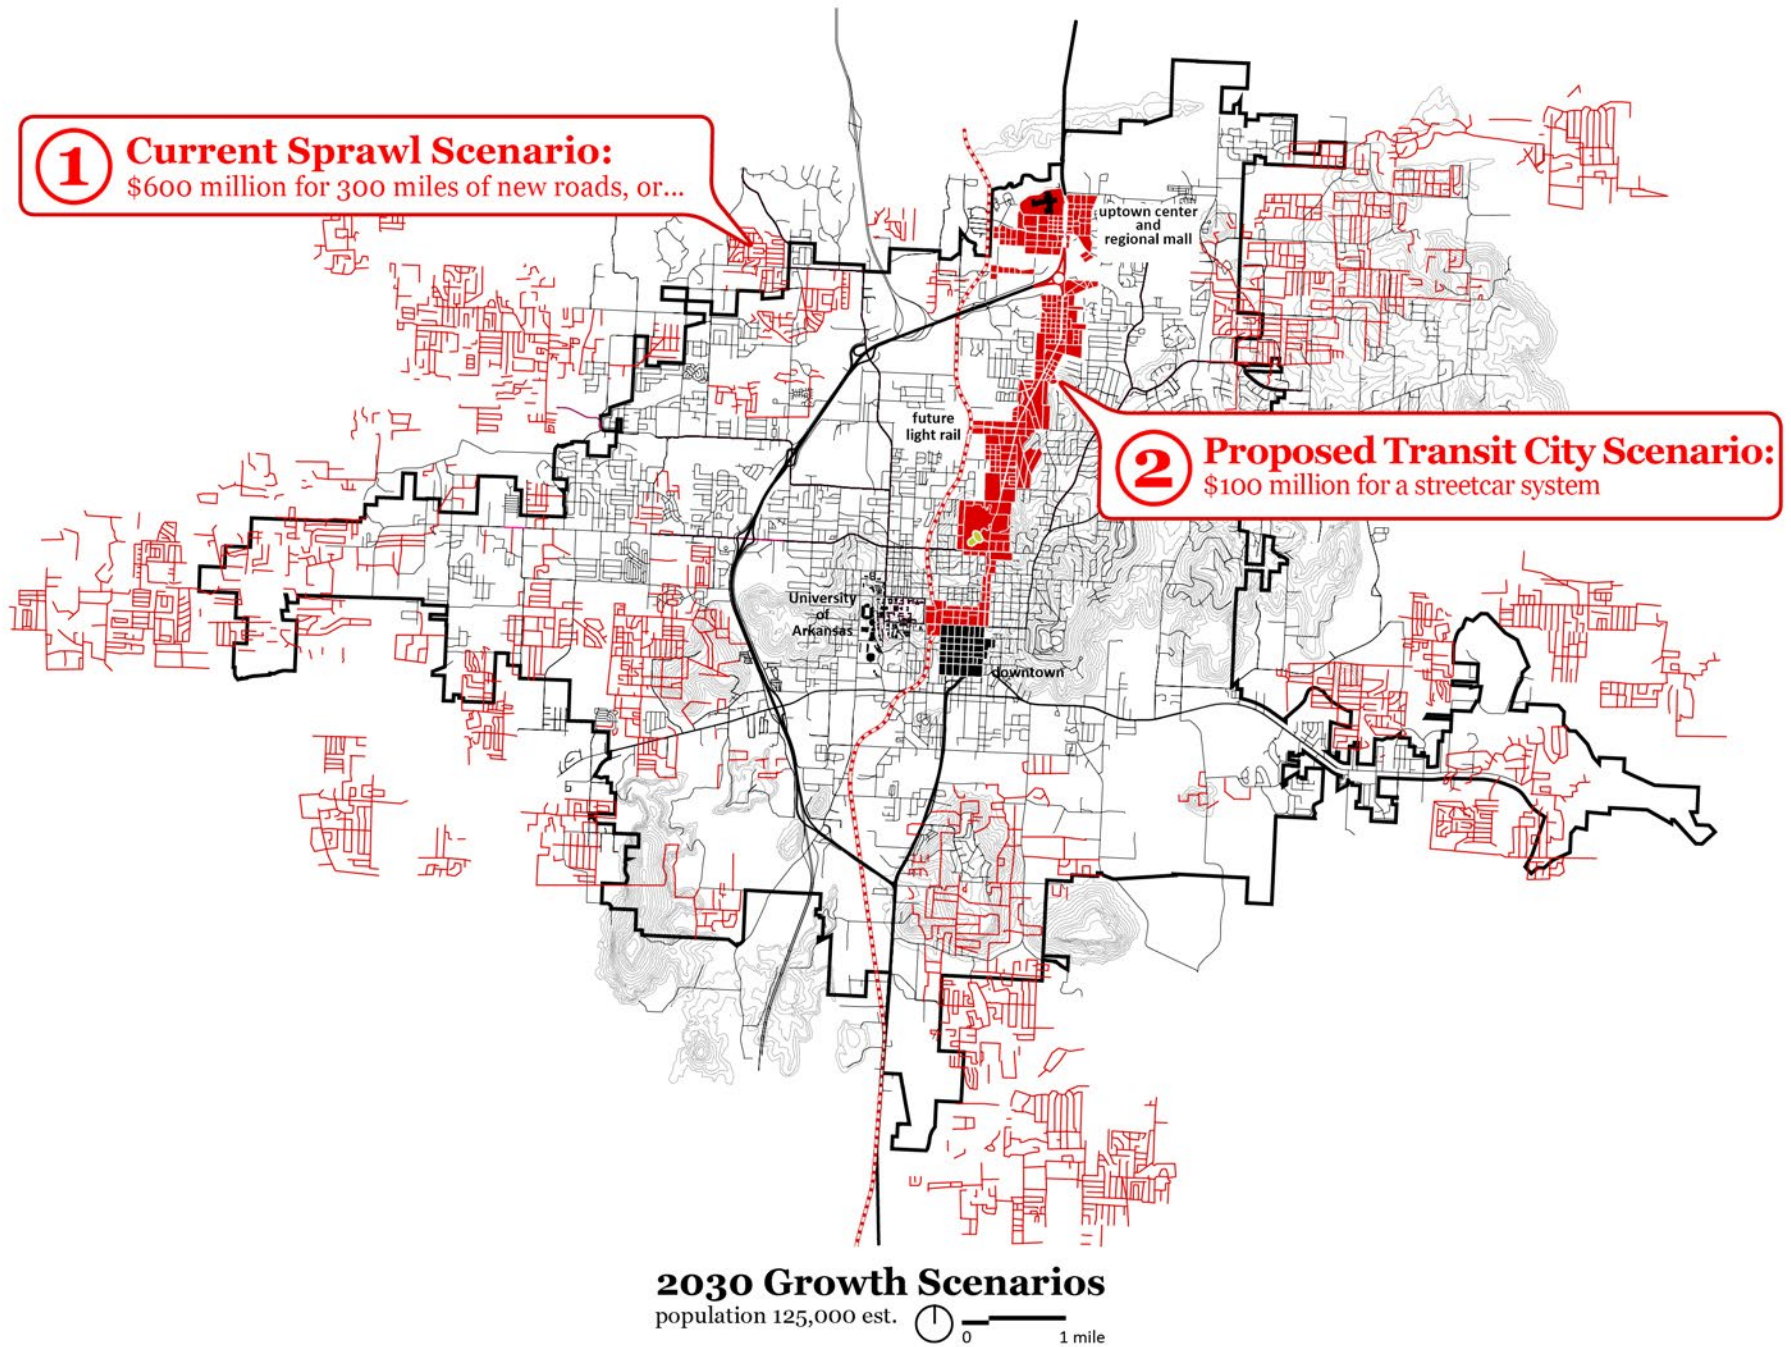 1 Current Sprawl Scenario:
$600 million for 300 miles of new roads, or...
uptown center
and
regional mall
future
light rail
2 Proposed Transit City Scenario:
$100 million for a streetcar system
University
of
Arkansas
downtown
2030 Growth Scenarios
population 125,000 est.
0 1 mile